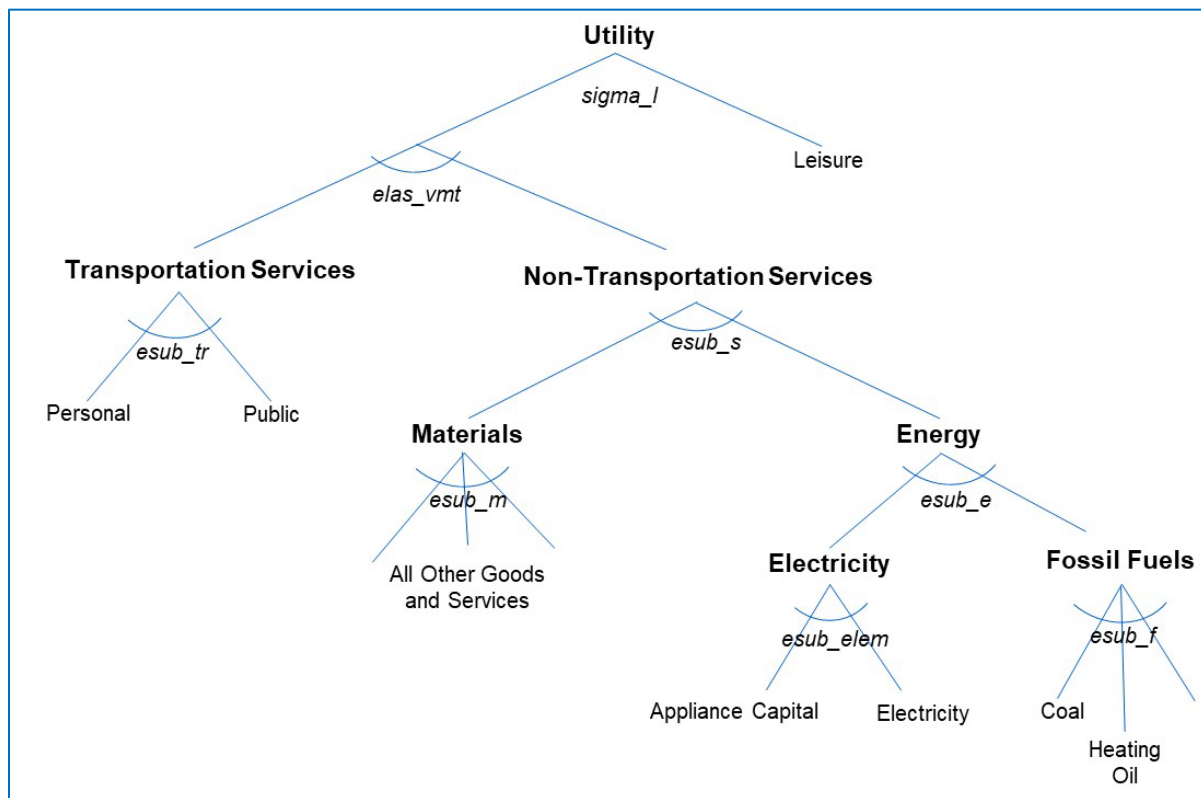 Utility
sigma_l
Leisure
elas_vmt
Transportation Services
Non-Transportation Services
esub_tr
esub_s
Personal
Public
Materials
Energy
esub_m
esub_e
Electricity
Fossil Fuels
All Other Goods
and Services
esub_elem
esub_f
Appliance Capital
Electricity
Coal
Heating
Oil